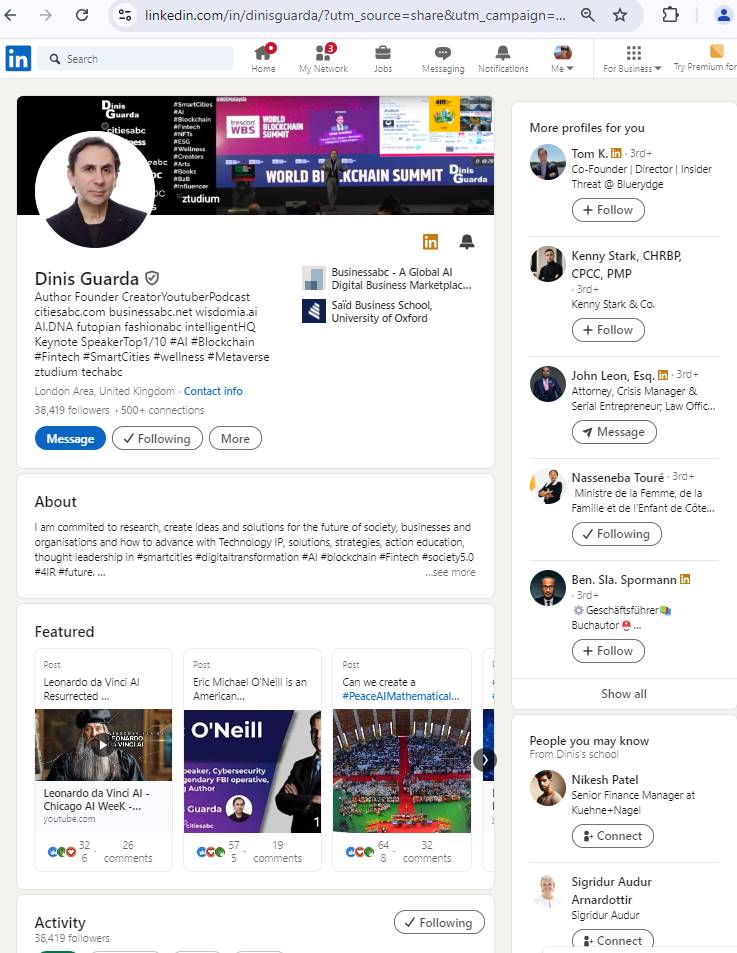 linkedin.com/in/dinisguarda/?utm_source=share&utm_campaign=...
in
Search
Home
3
My Network
Jobs
Messaging
Notifications
Me
For Business
Try Premium for
Dinis
Guarda
citiesabc
#SmartCities
#AI
#Blockchain
#Fintech
#NFTs
#ESG
#Wellness
#Creators
#Arts
#Books
#B2B
#Influencer
ztudium
trescon
WBS
WORLD
BLOCKCHAIN
SUMMIT
4IR
WORLD BL CKCHAIN SUMMIT
Dinis
Guarda
in
Dinis Guarda
Author Founder CreatorYoutuberPodcast
citiesabc.com businessabc.net wisdomia.ai
AI.DNA futopian fashionabc intelligentHQ
Keynote SpeakerTop1/10 #AI #Blockchain
#Fintech #SmartCities #wellness #Metaverse
ztudium techabc
London Area, United Kingdom · Contact info
38,419 followers · 500+ connections
Message
Following
More
Businessabc - A Global AI
Digital Business Marketplac...
Saïd Business School,
University of Oxford
About
I am commited to research, create ideas and solutions for the future of society, businesses and
organisations and how to advance with Technology IP, solutions, strategies, action education,
thought leadership in #smartcities #digitaltransformation #AI #blockchain #Fintech #society5.0
#4IR #future. ...
...see more
Featured
Post
Leonardo da Vinci AI
Resurrected ...
LEONARDO
DA VINCI AI
Leonardo da Vinci AI -
Chicago AI WeeK -...
youtube.com
32
6
·
26
comments
Post
Eric Michael O'Neill is an
American...
O'Neill
peaker, Cybersecurity
gendary FBI operative,
g Author
Guarda
citiesabc
1
57
5
·
19
comments
Post
Can we create a
#PeaceAIMathematical...
64
8
·
32
comments
Activity
38,419 followers
Following
More profiles for you
Tom K. in · 3rd+
Co-Founder | Director | Insider
Threat @ Bluerydge
+ Follow
Kenny Stark, CHRBP,
CPCC, PMP
· 3rd+
Kenny Stark & Co.
+ Follow
John Leon, Esq. in · 3rd+
Attorney, Crisis Manager &
Serial Entrepreneur; Law Offic...
Message
Nasseneba Touré · 3rd+
Ministre de la Femme, de la
Famille et de l'Enfant de Côte...
Following
Ben. Sla. Spormann in
· 3rd+
Geschäftsführer
Buchautor ...
+ Follow
Show all
People you may know
From Dinis's school
Nikesh Patel
Senior Finance Manager at
Kuehne+Nagel
Connect
Sigridur Audur
Arnardottir
Sigridur Audur
Connect